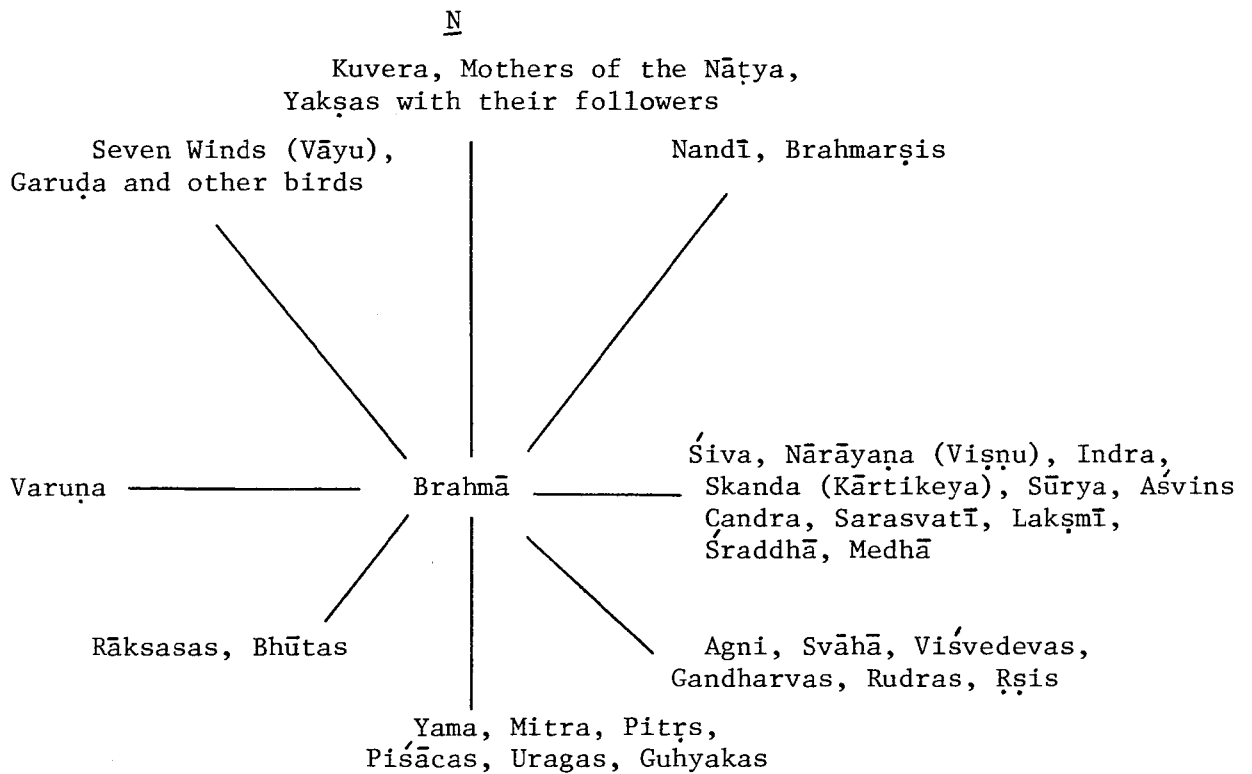 N
Kuvera, Mothers of the Nāṭya,
Yakṣas with their followers
Seven Winds (Vāyu),
Garuḍa and other birds
Nandī, Brahmarṣis
Varuṇa
Brahmā
Śiva, Nārāyaṇa (Viṣṇu), Indra,
Skanda (Kārtikeya), Sūrya, Aśvins
Candra, Sarasvatī, Lakṣmī,
Śraddhā, Medhā
Rāksasas, Bhūtas
Agni, Svāhā, Viśvedevas,
Gandharvas, Rudras, Ṛṣis
Yama, Mitra, Pitṛs,
Piśācas, Uragas, Guhyakas